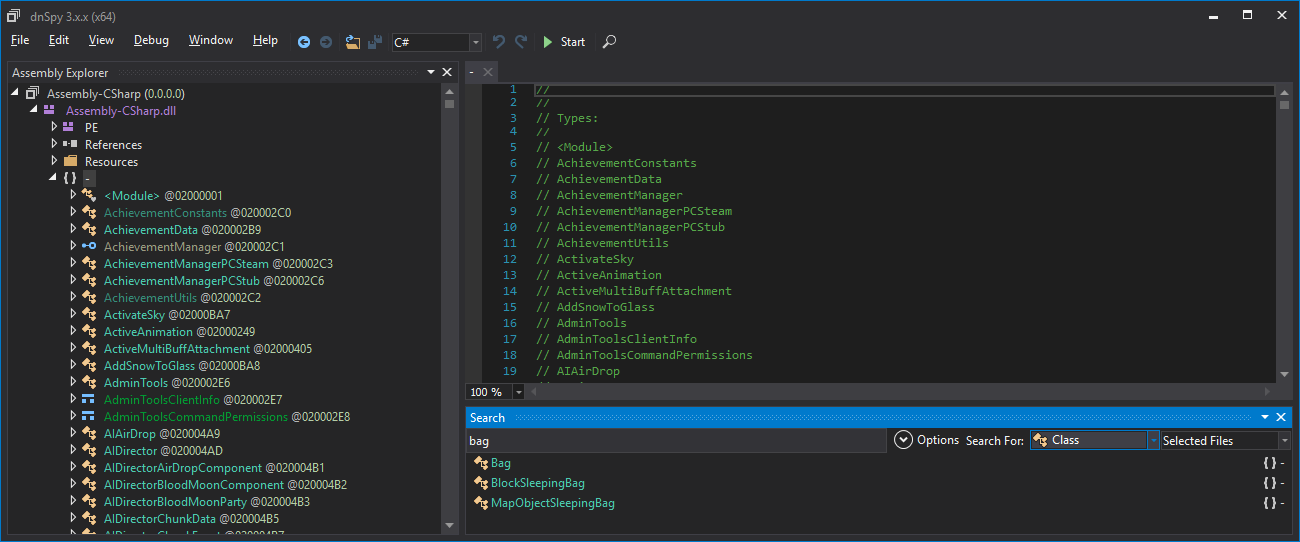 dnSpy 3.x.x (x64)
File Edit View Debug Window Help C# Start
Assembly Explorer
Assembly-CSharp (0.0.0.0)
Assembly-CSharp.dll
PE
References
Resources
{ } -
<Module> @02000001
AchievementConstants @020002C0
AchievementData @020002B9
AchievementManager @020002C1
AchievementManagerPCSteam @020002C3
AchievementManagerPCStub @020002C6
AchievementUtils @020002C2
ActivateSky @02000BA7
ActiveAnimation @02000249
ActiveMultiBuffAttachment @02000405
AddSnowToGlass @02000BA8
AdminTools @020002E6
AdminToolsClientInfo @020002E7
AdminToolsCommandPermissions @020002E8
AIAirDrop @020004A9
AIDirector @020004AD
AIDirectorAirDropComponent @020004B1
AIDirectorBloodMoonComponent @020004B2
AIDirectorBloodMoonParty @020004B3
AIDirectorChunkData @020004B5
-
1 //
2 //
3 // Types:
4 //
5 // <Module>
6 // AchievementConstants
7 // AchievementData
8 // AchievementManager
9 // AchievementManagerPCSteam
10 // AchievementManagerPCStub
11 // AchievementUtils
12 // ActivateSky
13 // ActiveAnimation
14 // ActiveMultiBuffAttachment
15 // AddSnowToGlass
16 // AdminTools
17 // AdminToolsClientInfo
18 // AdminToolsCommandPermissions
19 // AIAirDrop
100 %
Search
bag Options Search For: Class Selected Files
Bag { } -
BlockSleepingBag { } -
MapObjectSleepingBag { } -